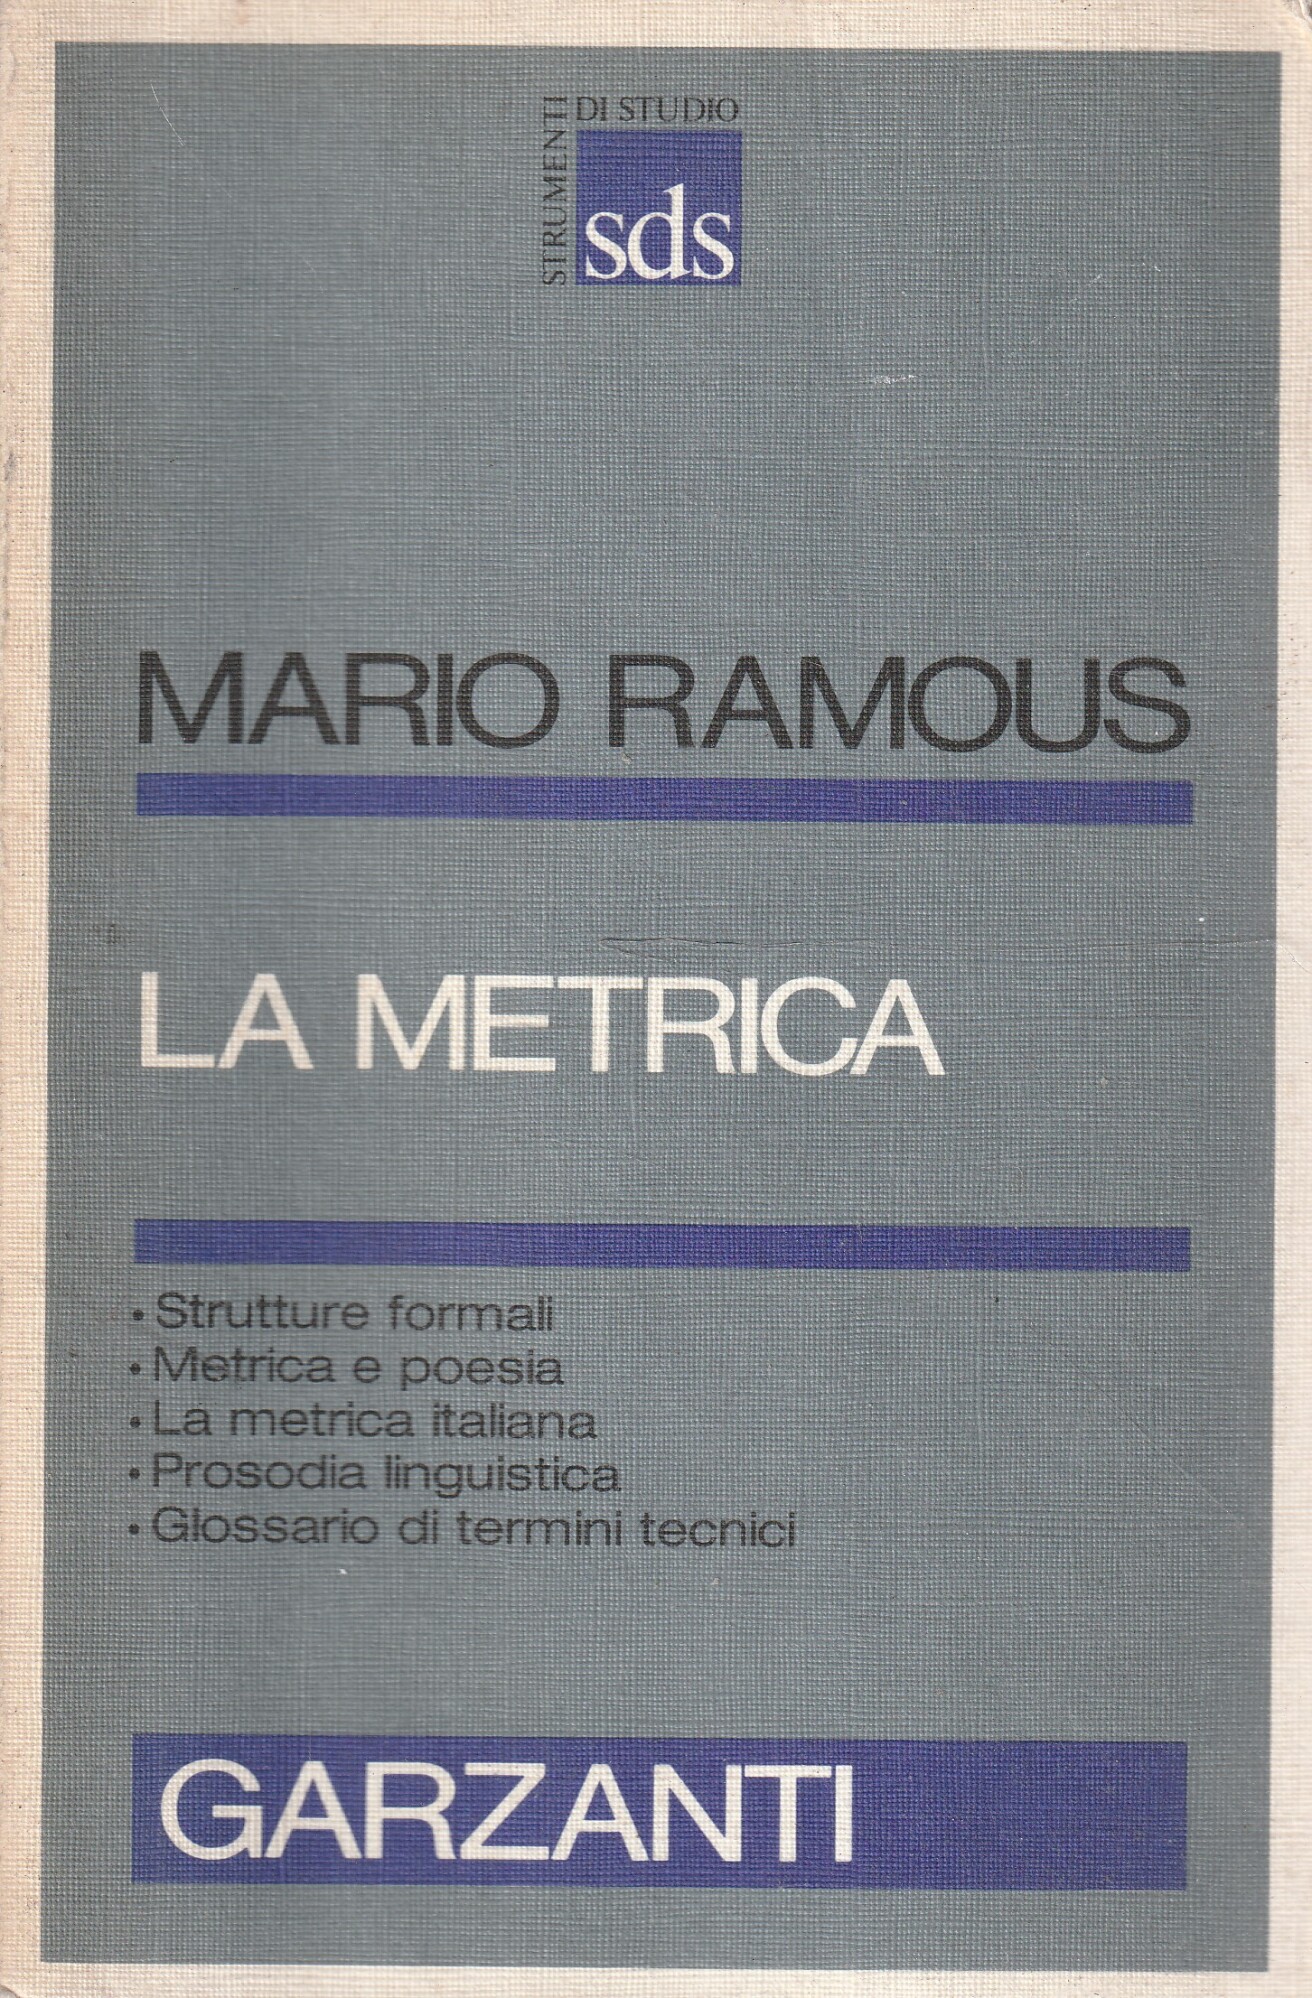 STRUMENTI
DI STUDIO
sds
MARIO RAMOUS
LA METRICA
• Strutture formali
• Metrica e poesia
• La metrica italiana
• Prosodia linguistica
• Glossario di termini tecnici
GARZANTI